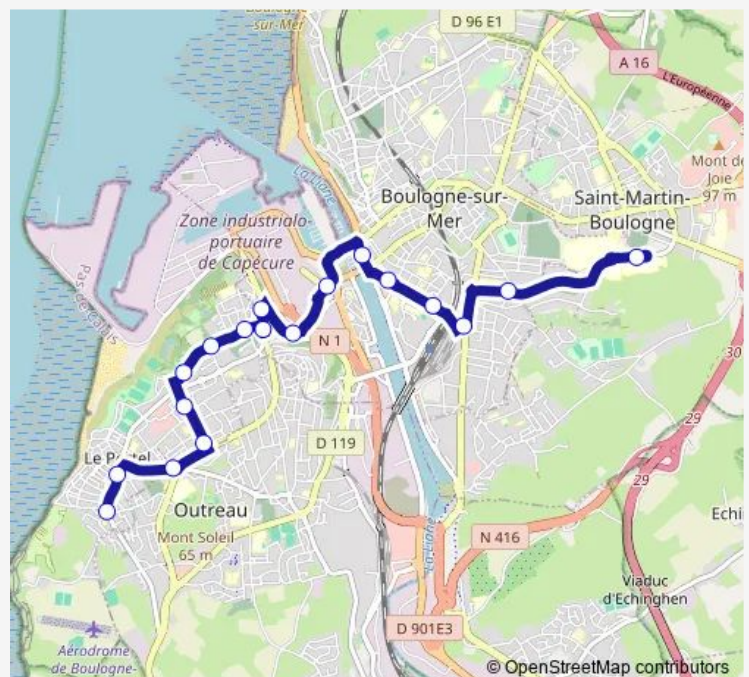 sur-Mer
D 96 E1
A 16
L'Européenne
La Liane
Mont de
Joie
97 m
Boulogne-sur-
Mer
Saint-Martin-
Boulogne
Zone industrialo-
portuaire
de Capécure
Pas-de-Calais
N 1
30
D 119
Le Portel
29
29
Outreau
Mont Soleil
65 m
N 416
Echi
La Liane
Viaduc
d'Echinghen
D 901E3
Aérodrome
de Boulogne-
© OpenStreetMap contributors